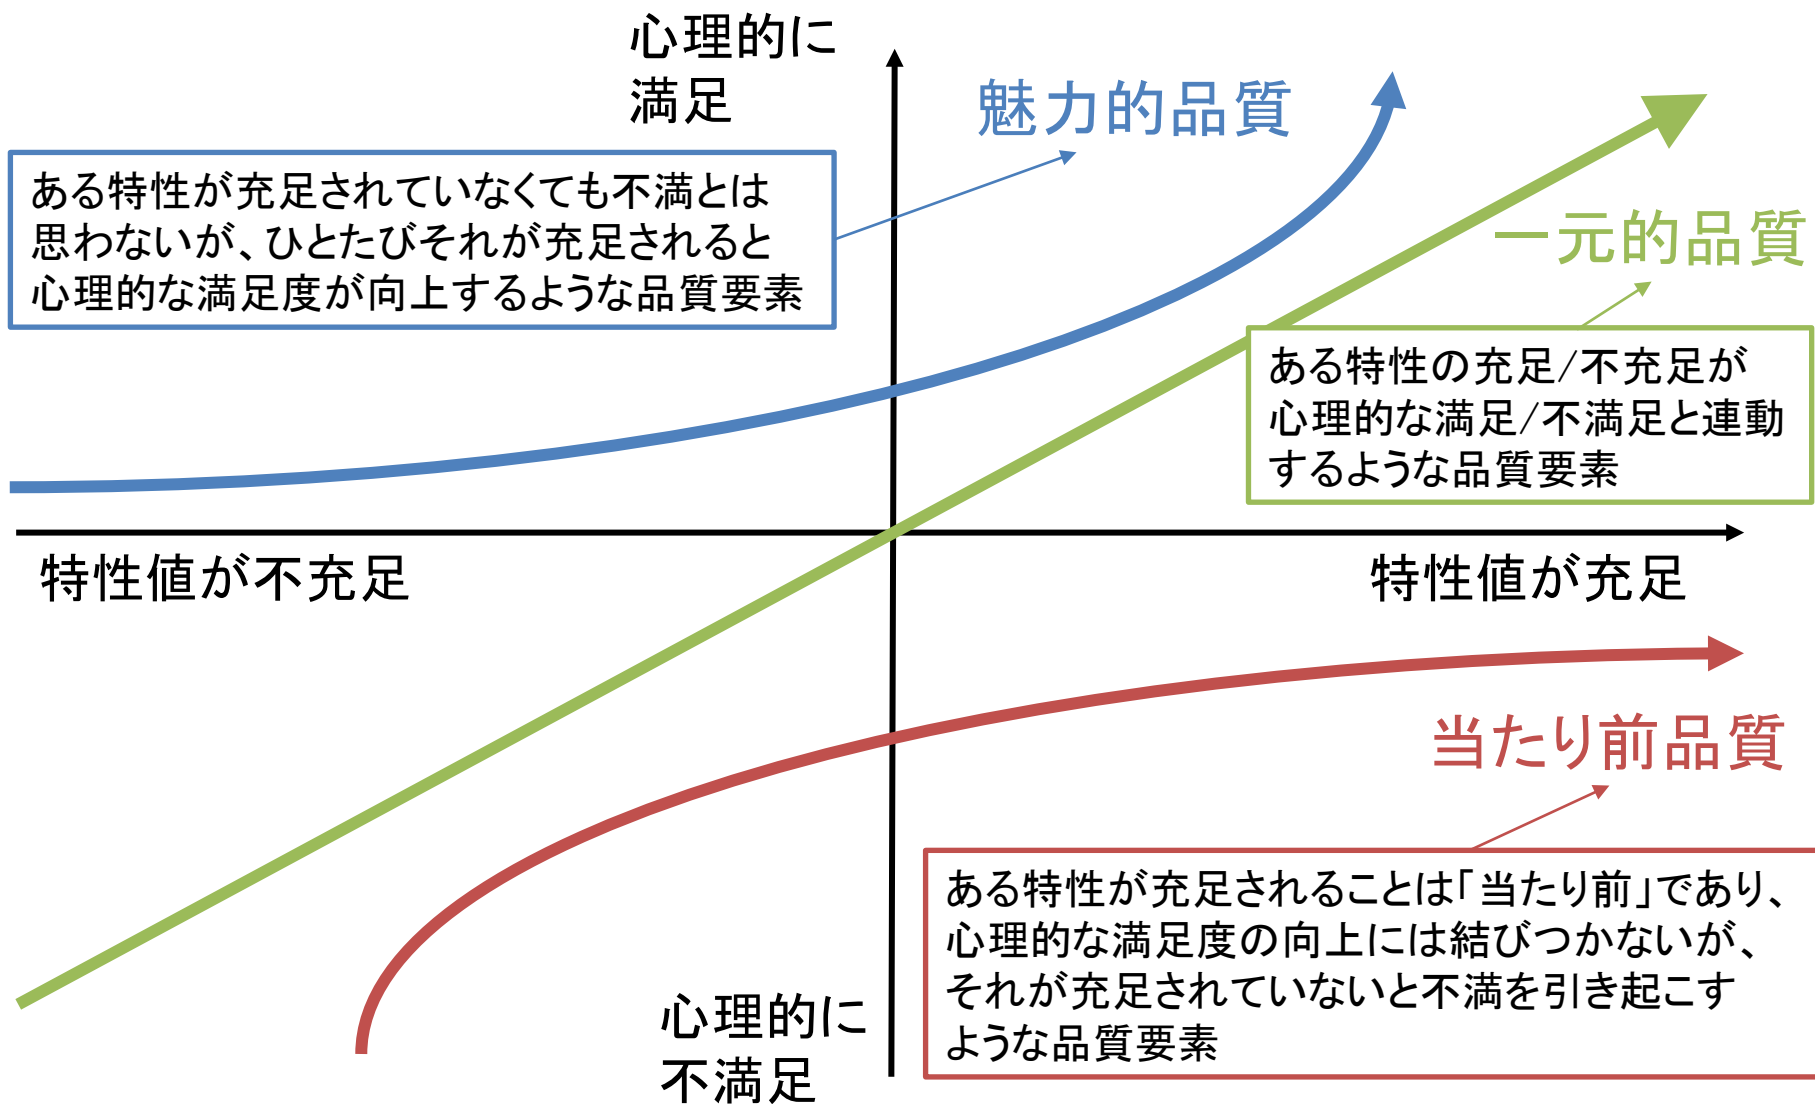 心理的に
満足
魅力的品質
ある特性が充足されていなくても不満とは
思わないが、ひとたびそれが充足されると
心理的な満足度が向上するような品質要素
一元的品質
ある特性の充足/不充足が
心理的な満足/不満足と連動
するような品質要素
特性値が不充足
特性値が充足
当たり前品質
ある特性が充足されることは「当たり前」であり、
心理的な満足度の向上には結びつかないが、
それが充足されていないと不満を引き起こす
ような品質要素
心理的に
不満足